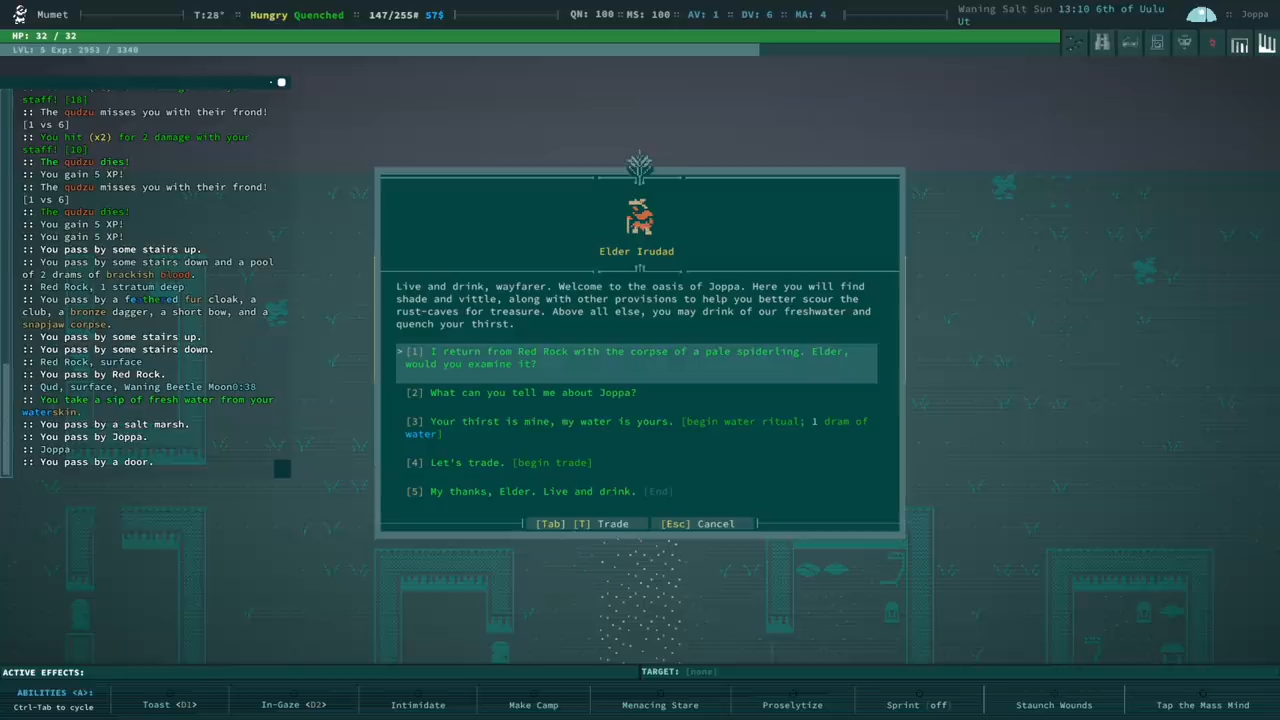 Mumet
T:28° :: Hungry Quenched :: 147/255# 57$
QN: 100 :: MS: 100 :: AV: 1 :: DV: 6 :: MA: 4
Waning Salt Sun 13:10 6th of Uulu Ut
:: Joppa
HP: 32 / 32
LVL: 5 Exp: 2953 / 3340
staff! [18]
:: The qudzu misses you with their frond!
[1 vs 6]
:: You hit (x2) for 2 damage with your
staff! [10]
:: The qudzu dies!
:: You gain 5 XP!
:: The qudzu misses you with their frond!
[1 vs 6]
:: The qudzu dies!
:: You gain 5 XP!
:: You gain 5 XP!
:: You pass by some stairs up.
:: You pass by some stairs down and a pool
of 2 drams of brackish blood.
:: Red Rock, 1 stratum deep
:: You pass by a feathered fur cloak, a
club, a bronze dagger, a short bow, and a
snapjaw corpse.
:: You pass by some stairs up.
:: You pass by some stairs down.
:: Red Rock, surface
:: You pass by Red Rock.
:: Qud, surface, Waning Beetle Moon0:38
:: You take a sip of fresh water from your
waterskin.
:: You pass by a salt marsh.
:: You pass by Joppa.
:: Joppa
:: You pass by a door.
Elder Irudad
Live and drink, wayfarer. Welcome to the oasis of Joppa. Here you will find
shade and vittle, along with other provisions to help you better scour the
rust-caves for treasure. Above all else, you may drink of our freshwater and
quench your thirst.
>[1] I return from Red Rock with the corpse of a pale spiderling. Elder,
would you examine it?
[2] What can you tell me about Joppa?
[3] Your thirst is mine, my water is yours. [begin water ritual; 1 dram of
water]
[4] Let's trade. [begin trade]
[5] My thanks, Elder. Live and drink. [End]
[Tab] [T] Trade [Esc] Cancel
ACTIVE EFFECTS:
TARGET: [none]
ABILITIES <A>:
Ctrl-Tab to cycle
Toast <D1>
In-Gaze <D2>
Intimidate
Make Camp
Menacing Stare
Proselytize
Sprint [off]
Staunch Wounds
Tap the Mass Mind